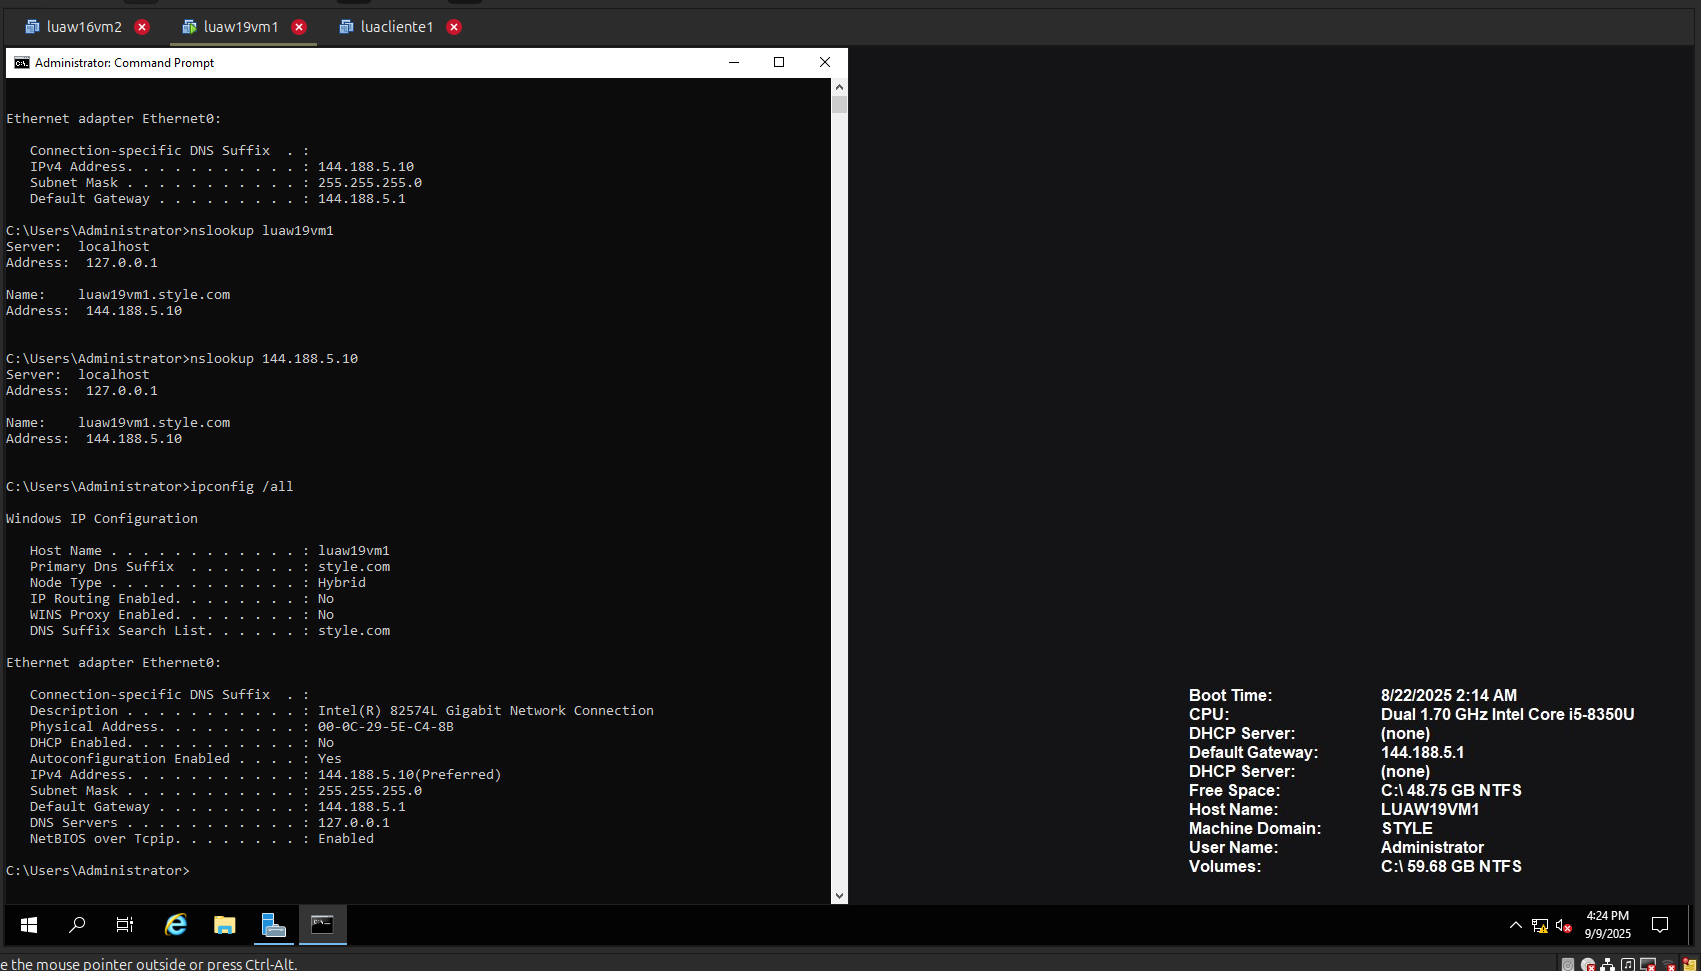 luaw16vm2
luaw19vm1
luacliente1
Administrator: Command Prompt
Ethernet adapter Ethernet0:
Connection-specific DNS Suffix  . :
IPv4 Address. . . . . . . . . . . : 144.188.5.10
Subnet Mask . . . . . . . . . . . : 255.255.255.0
Default Gateway . . . . . . . . . : 144.188.5.1
C:\Users\Administrator>nslookup luaw19vm1
Server:  localhost
Address:  127.0.0.1
Name:    luaw19vm1.style.com
Address:  144.188.5.10
C:\Users\Administrator>nslookup 144.188.5.10
Server:  localhost
Address:  127.0.0.1
Name:    luaw19vm1.style.com
Address:  144.188.5.10
C:\Users\Administrator>ipconfig /all
Windows IP Configuration
Host Name . . . . . . . . . . . . : luaw19vm1
Primary Dns Suffix  . . . . . . . : style.com
Node Type . . . . . . . . . . . . : Hybrid
IP Routing Enabled. . . . . . . . : No
WINS Proxy Enabled. . . . . . . . : No
DNS Suffix Search List. . . . . . : style.com
Ethernet adapter Ethernet0:
Connection-specific DNS Suffix  . :
Description . . . . . . . . . . . : Intel(R) 82574L Gigabit Network Connection
Physical Address. . . . . . . . . : 00-0C-29-5E-C4-8B
DHCP Enabled. . . . . . . . . . . : No
Autoconfiguration Enabled . . . . : Yes
IPv4 Address. . . . . . . . . . . : 144.188.5.10(Preferred)
Subnet Mask . . . . . . . . . . . : 255.255.255.0
Default Gateway . . . . . . . . . : 144.188.5.1
DNS Servers . . . . . . . . . . . : 127.0.0.1
NetBIOS over Tcpip. . . . . . . . : Enabled
C:\Users\Administrator>
Boot Time: 8/22/2025 2:14 AM
CPU: Dual 1.70 GHz Intel Core i5-8350U
DHCP Server: (none)
Default Gateway: 144.188.5.1
DHCP Server: (none)
Free Space: C:\ 48.75 GB NTFS
Host Name: LUAW19VM1
Machine Domain: STYLE
User Name: Administrator
Volumes: C:\ 59.68 GB NTFS
4:24 PM
9/9/2025
e the mouse pointer outside or press Ctrl-Alt.